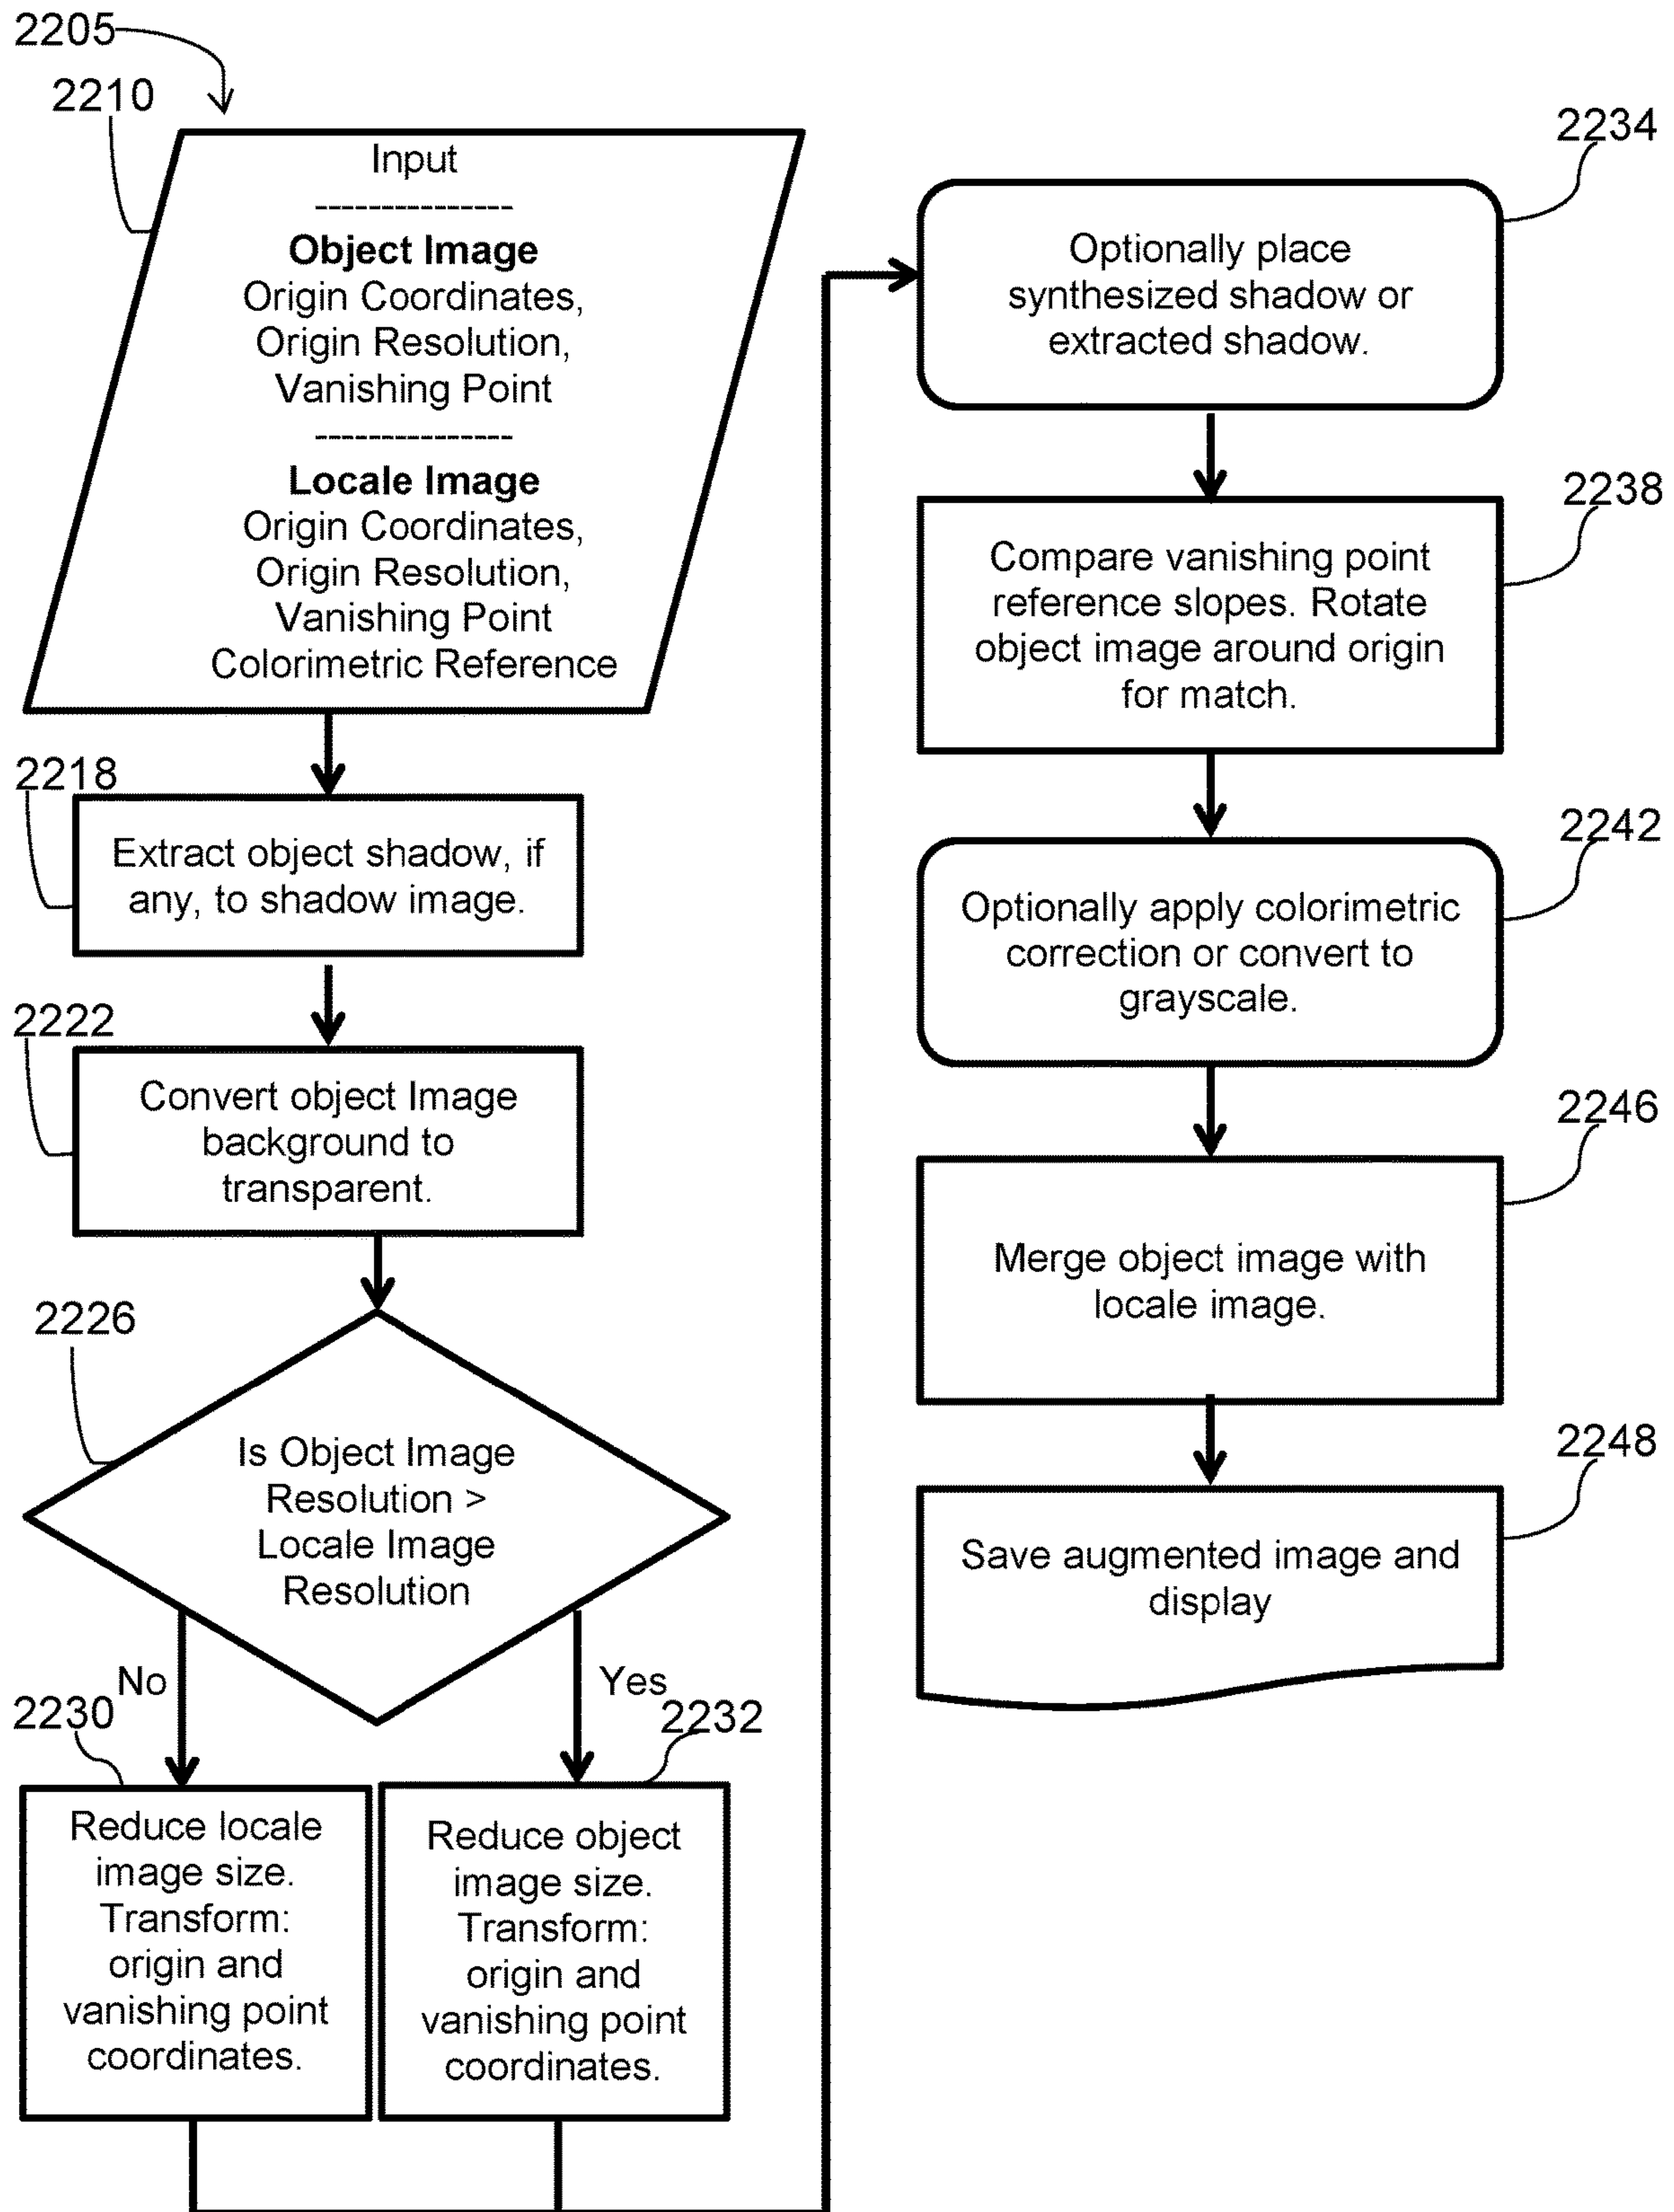 2205
2210
Input
---------------
Object Image
Origin Coordinates,
Origin Resolution,
Vanishing Point
---------------
Locale Image
Origin Coordinates,
Origin Resolution,
Vanishing Point
Colorimetric Reference
2218
Extract object shadow, if
any, to shadow image.
2222
Convert object Image
background to
transparent.
2226
Is Object Image
Resolution >
Locale Image
Resolution
No
Yes
2230
Reduce locale
image size.
Transform:
origin and
vanishing point
coordinates.
2232
Reduce object
image size.
Transform:
origin and
vanishing point
coordinates.
2234
Optionally place
synthesized shadow or
extracted shadow.
2238
Compare vanishing point
reference slopes. Rotate
object image around origin
for match.
2242
Optionally apply colorimetric
correction or convert to
grayscale.
2246
Merge object image with
locale image.
2248
Save augmented image and
display